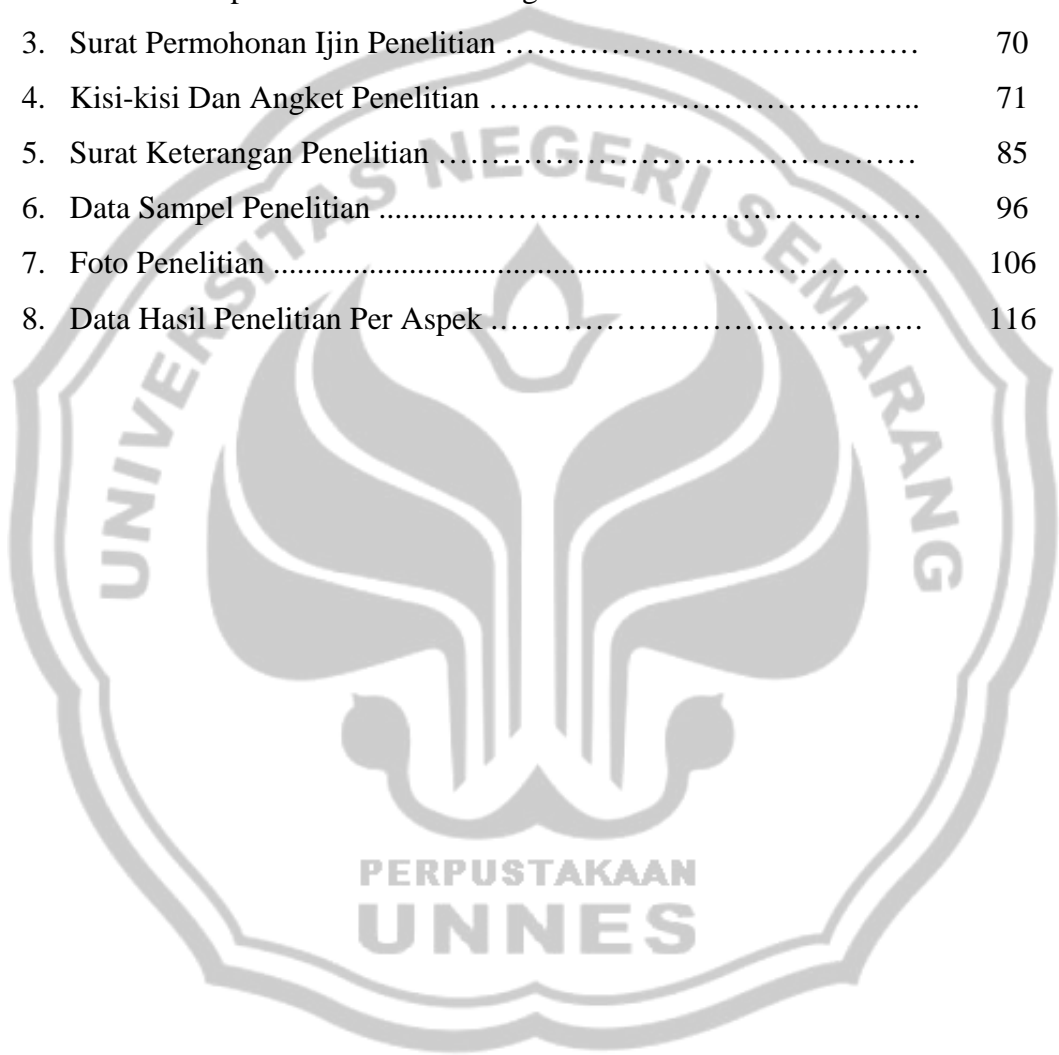 3. Surat Permohonan Ijin Penelitian ………………………………… 70
4. Kisi-kisi Dan Angket Penelitian ………………………………….. 71
5. Surat Keterangan Penelitian ………………………………….…… 85
6. Data Sampel Penelitian ............…………………………………… 96
7. Foto Penelitian ............................................………………………... 106
8. Data Hasil Penelitian Per Aspek .………………………………… 116
UNIVERSITAS NEGERI SEMARANG
PERPUSTAKAAN
UNNES